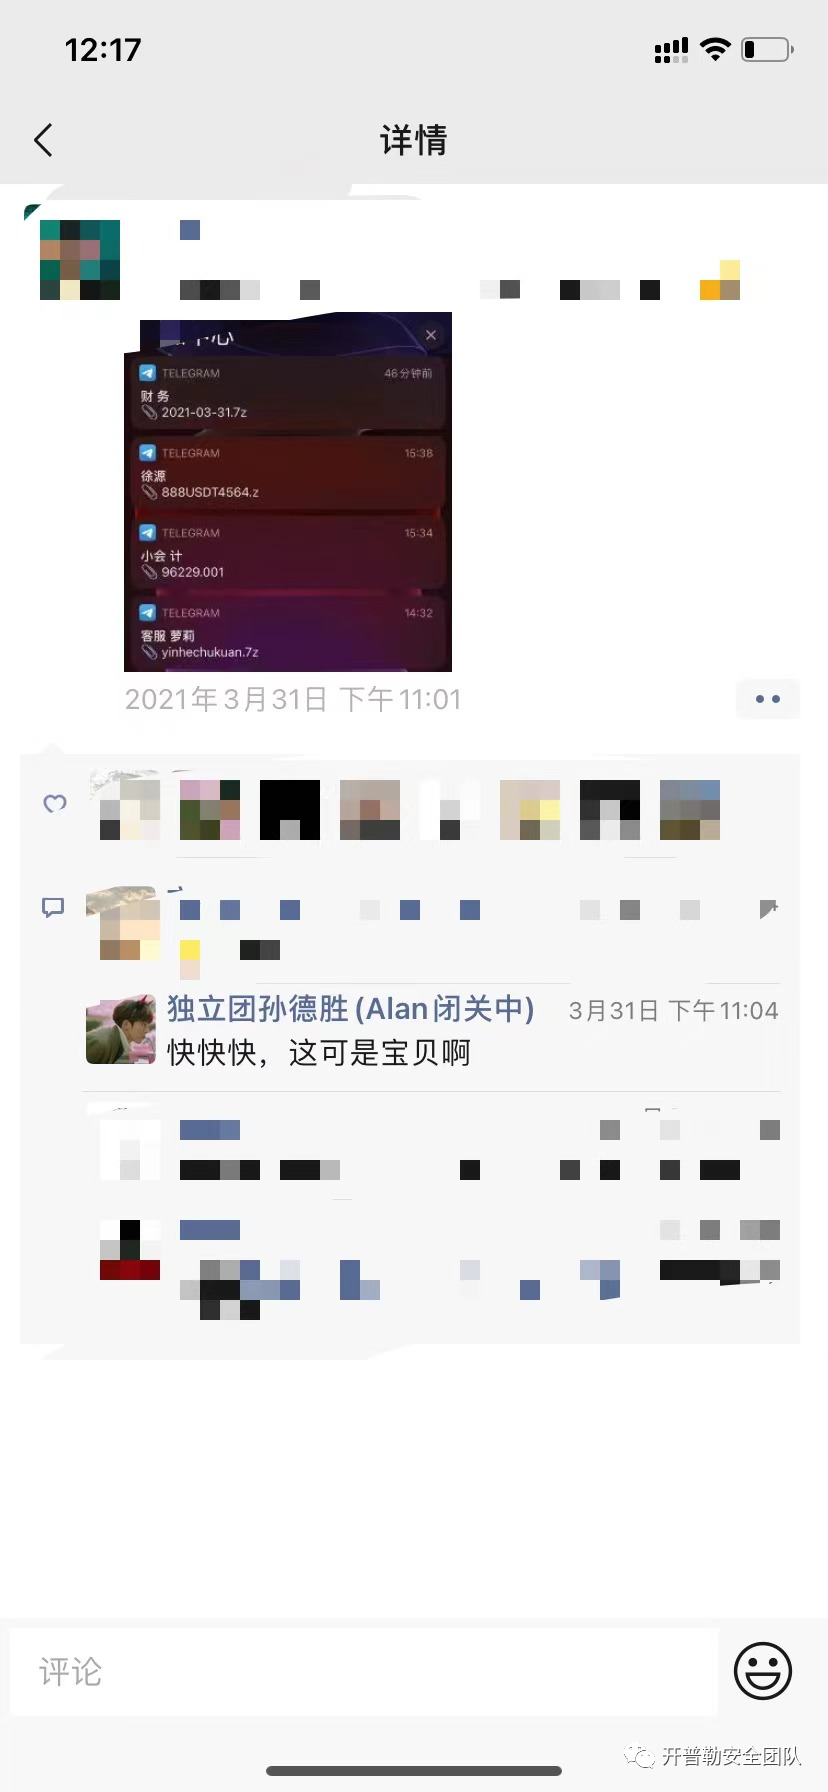 12:17
详情
中心
TELEGRAM 46分钟前
财 务
2021-03-31.7z
TELEGRAM 15:38
徐源
888USDT4564.z
TELEGRAM 15:34
小会 计
96229.001
TELEGRAM 14:32
客服 萝莉
yinhechukuan.7z
2021年3月31日 下午11:01
独立团孙德胜(Alan闭关中) 3月31日 下午11:04
快快快，这可是宝贝啊
评论
开普勒安全团队